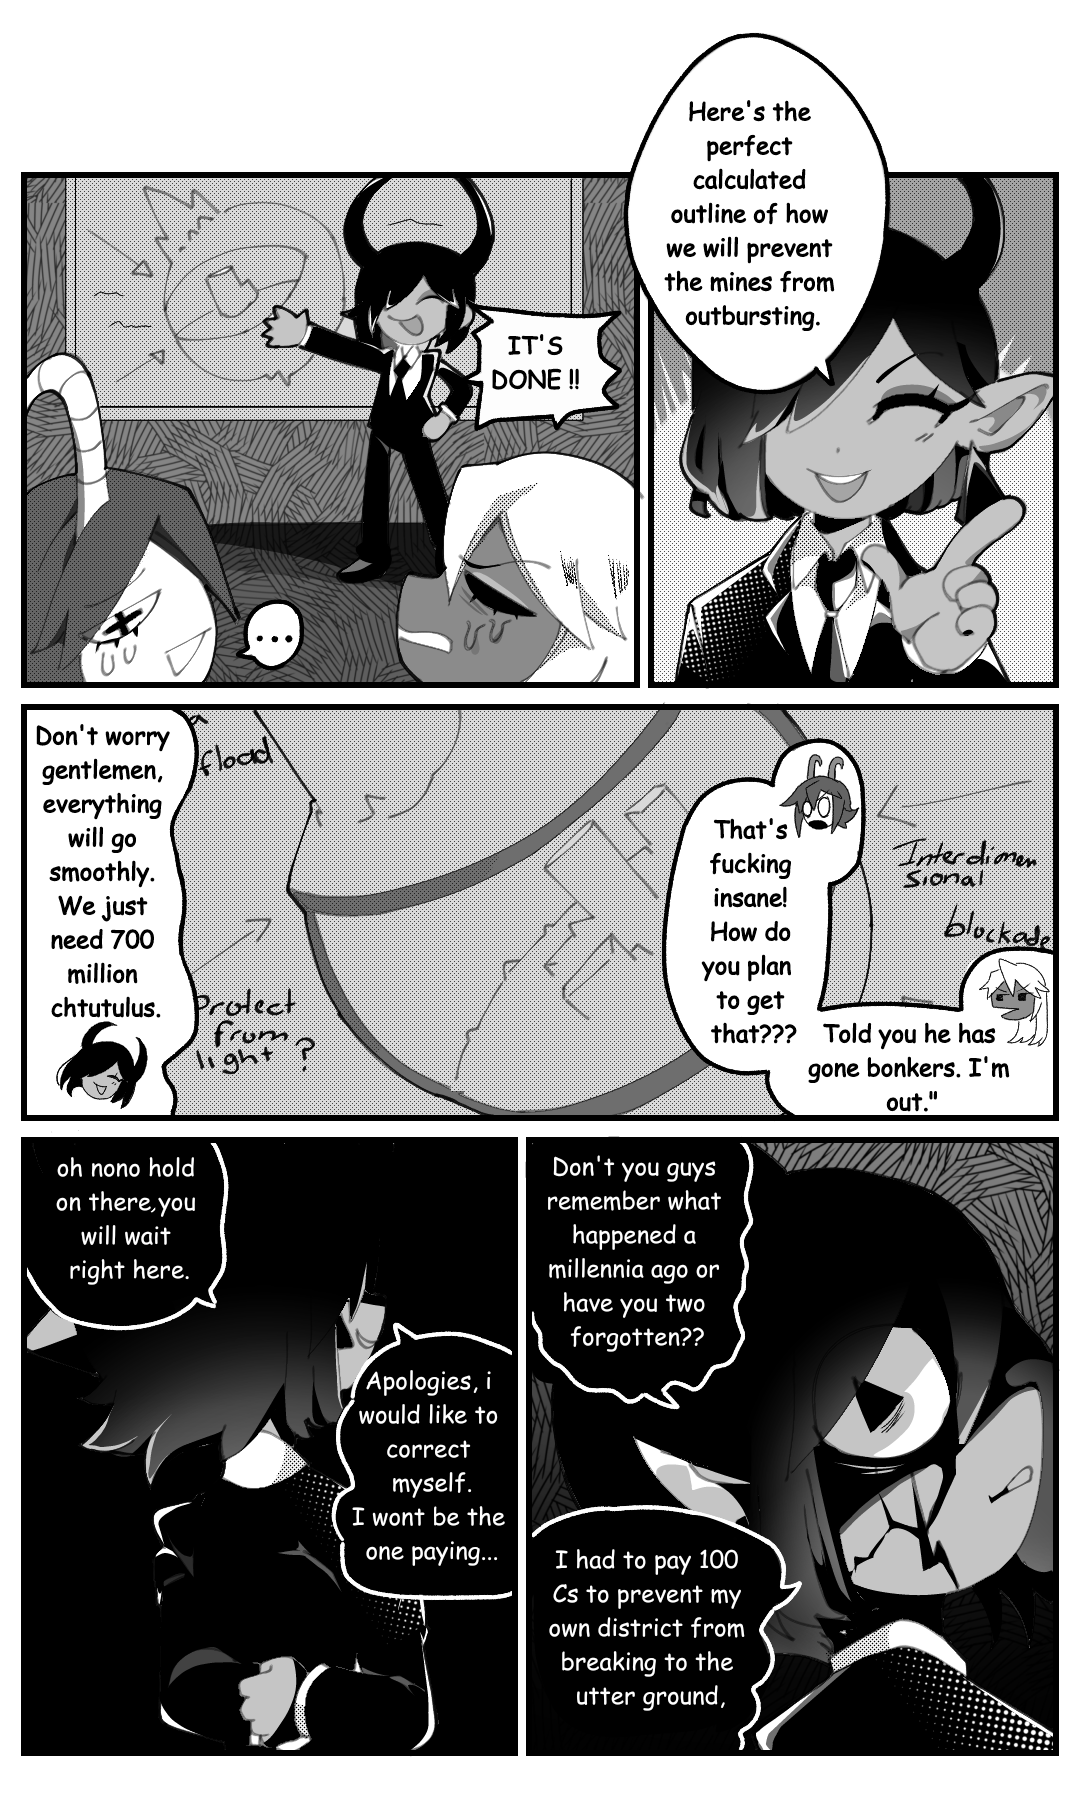 Here's the
perfect
calculated
outline of how
we will prevent
the mines from
outbursting.
IT'S
DONE !!
...
Don't worry
gentlemen,
everything
will go
smoothly.
We just
need 700
million
chtutulus.
a
fload
Protect
from
light ?
That's
fucking
insane!
How do
you plan
to get
that???
Interdimen
sional
blockade
Told you he has
gone bonkers. I'm
out."
oh nono hold
on there,you
will wait
right here.
Apologies, i
would like to
correct
myself.
I wont be the
one paying...
Don't you guys
remember what
happened a
millennia ago or
have you two
forgotten??
I had to pay 100
Cs to prevent my
own district from
breaking to the
utter ground,